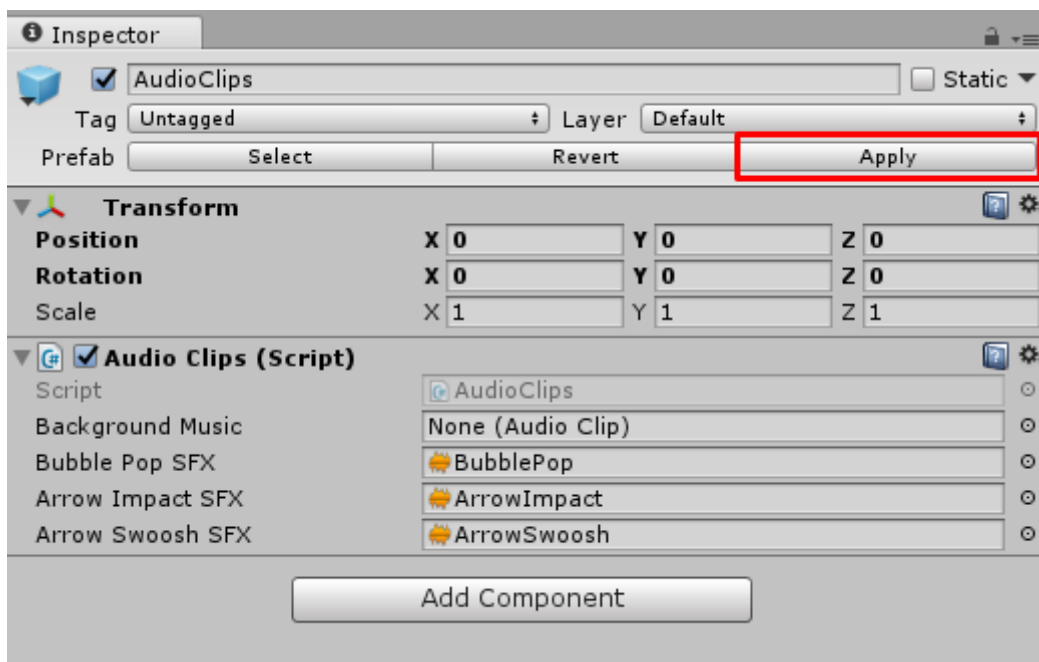 Inspector
AudioClips Static
Tag Untagged Layer Default
Prefab Select Revert Apply
Transform
Position X 0 Y 0 Z 0
Rotation X 0 Y 0 Z 0
Scale X 1 Y 1 Z 1
Audio Clips (Script)
Script AudioClips
Background Music None (Audio Clip)
Bubble Pop SFX BubblePop
Arrow Impact SFX ArrowImpact
Arrow Swoosh SFX ArrowSwoosh
Add Component